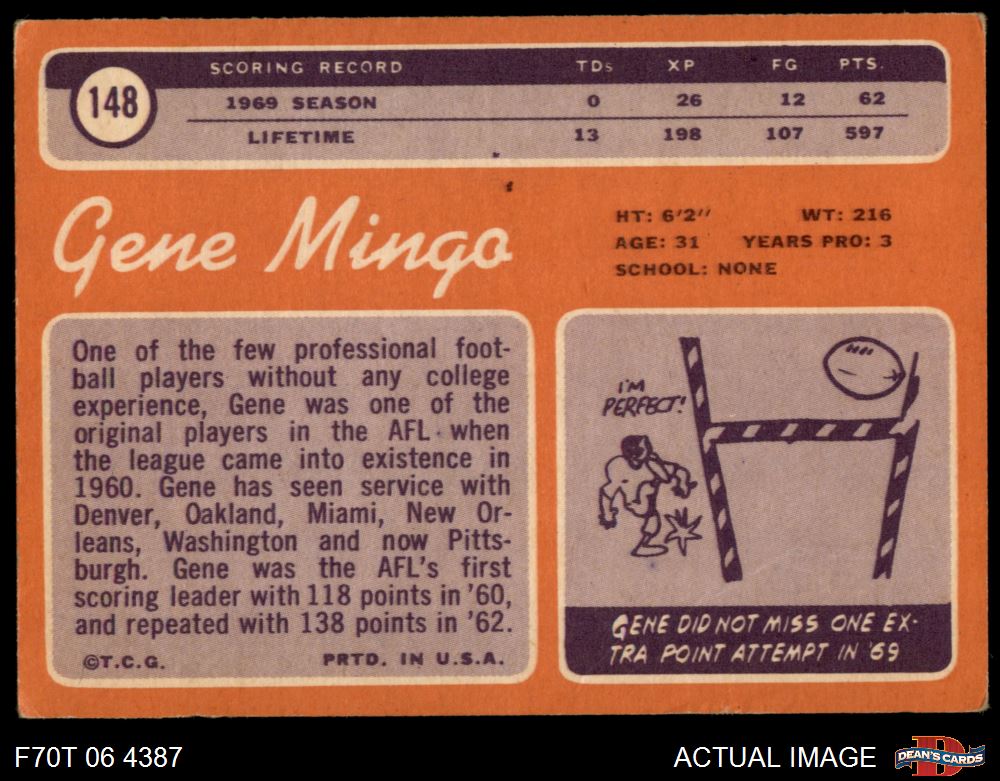 148
SCORING RECORD TDs XP FG PTS.
1969 SEASON 0 26 12 62
LIFETIME 13 198 107 597
Gene Mingo
HT: 6'2" WT: 216
AGE: 31 YEARS PRO: 3
SCHOOL: NONE
One of the few professional foot-
ball players without any college
experience, Gene was one of the
original players in the AFL when
the league came into existence in
1960. Gene has seen service with
Denver, Oakland, Miami, New Or-
leans, Washington and now Pitts-
burgh. Gene was the AFL's first
scoring leader with 118 points in '60,
and repeated with 138 points in '62.
©T.C.G. PRTD. IN U.S.A.
I'M
PERFECT!
GENE DID NOT MISS ONE EX-
TRA POINT ATTEMPT IN '69
F70T 06 4387
ACTUAL IMAGE
D
DEAN'S CARDS